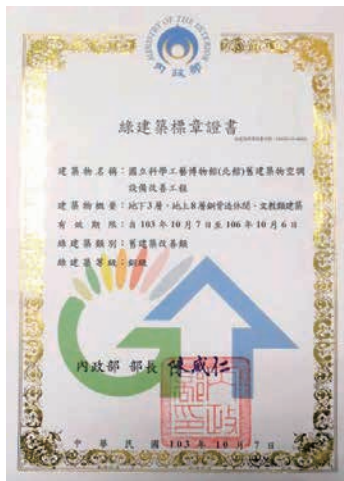 MINISTRY OF THE INTERIOR
內政部
綠建築標章證書
建築物名稱：國立科學工藝博物館(北館)舊建築物空調
設備改善工程
建築物概要：地下3層、地上8層鋼骨造休閒、文教類建築
有效期限：自103年10月7日至106年10月6日
綠建築類別：舊建築改善類
綠建築等級：銅級
內政部 部長 陳威仁
中華民國103年10月7日